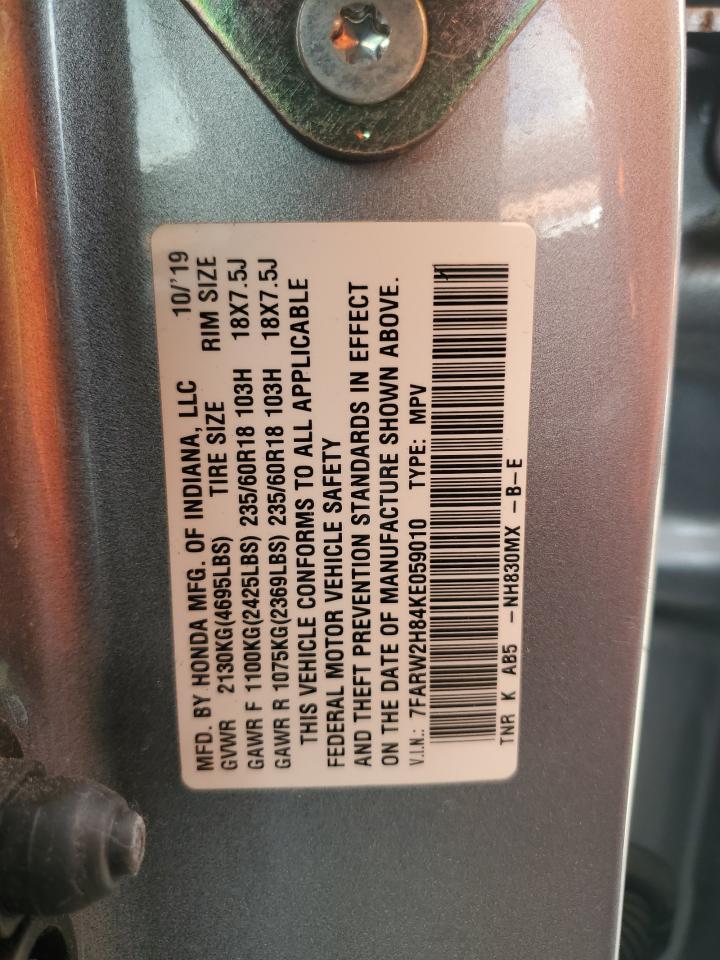 MFD. BY HONDA MFG. OF INDIANA, LLC 10/'19
GVWR 2130KG(4695LBS) TIRE SIZE RIM SIZE
GAWR F 1100KG(2425LBS) 235/60R18 103H 18X7.5J
GAWR R 1075KG(2369LBS) 235/60R18 103H 18X7.5J
THIS VEHICLE CONFORMS TO ALL APPLICABLE
FEDERAL MOTOR VEHICLE SAFETY
AND THEFT PREVENTION STANDARDS IN EFFECT
ON THE DATE OF MANUFACTURE SHOWN ABOVE.
V.I.N.: 7FARW2H84KE059010 TYPE: MPV
TNR K AB5 -NH830MX -B-E